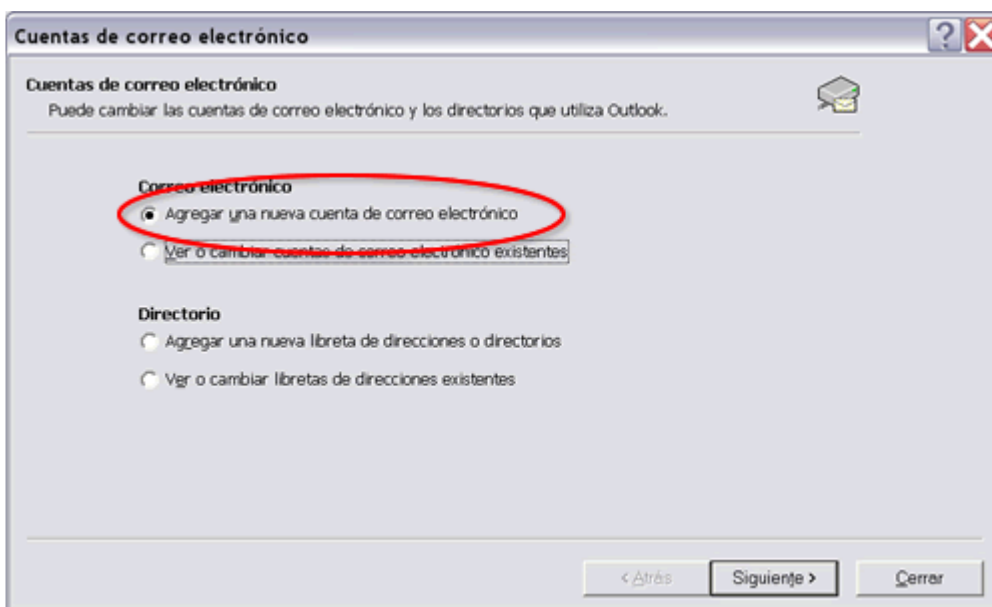 Cuentas de correo electrónico
Cuentas de correo electrónico
Puede cambiar las cuentas de correo electrónico y los directorios que utiliza Outlook.
Correo electrónico
Agregar una nueva cuenta de correo electrónico
Ver o cambiar cuentas de correo electrónico existentes
Directorio
Agregar una nueva libreta de direcciones o directorios
Ver o cambiar libretas de direcciones existentes
< Atrás Siguiente > Cerrar